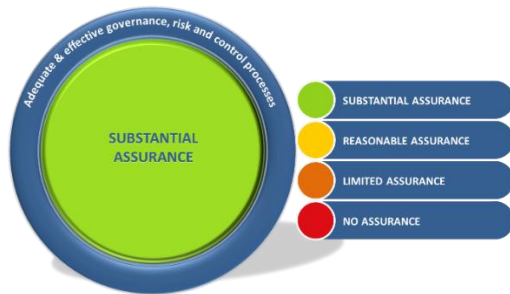 Adequate & effective governance, risk and control processes
SUBSTANTIAL
ASSURANCE
SUBSTANTIAL ASSURANCE
REASONABLE ASSURANCE
LIMITED ASSURANCE
NO ASSURANCE